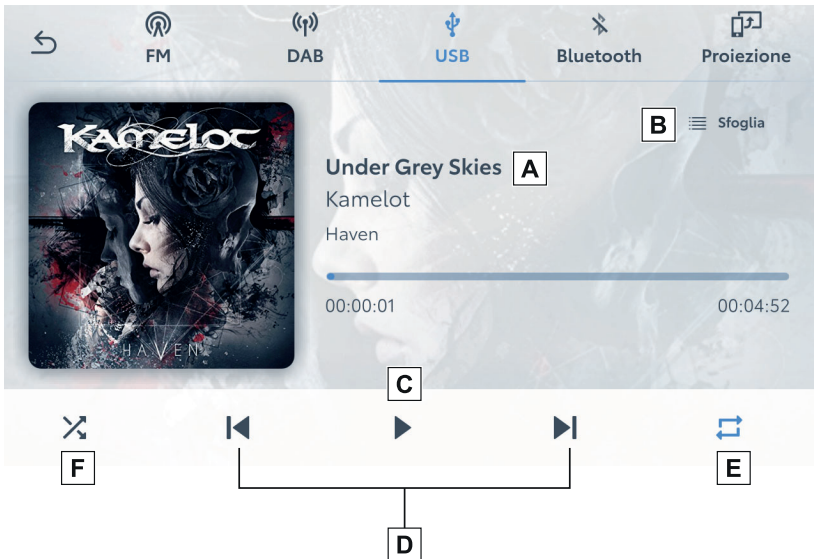 FM
DAB
USB
Bluetooth
Proiezione
B
Sfoglia
KAMELOT
Under Grey Skies
A
Kamelot
Haven
00:00:01
00:04:52
HAVEN
C
F
E
D